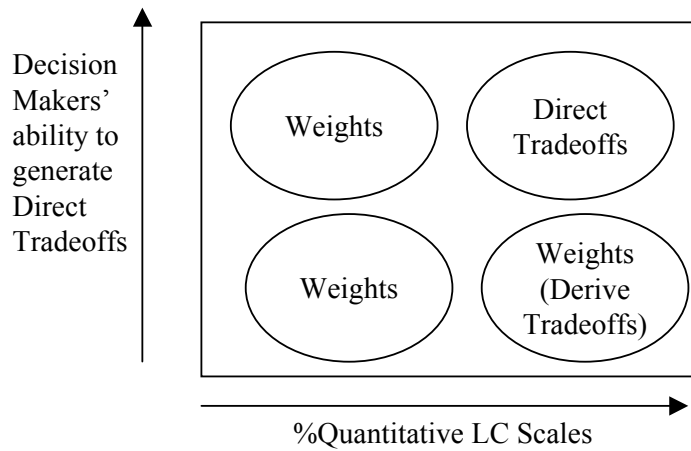 Decision
Makers’
ability to
generate
Direct
Tradeoffs
Weights
Direct
Tradeoffs
Weights
Weights
(Derive
Tradeoffs)
%Quantitative LC Scales